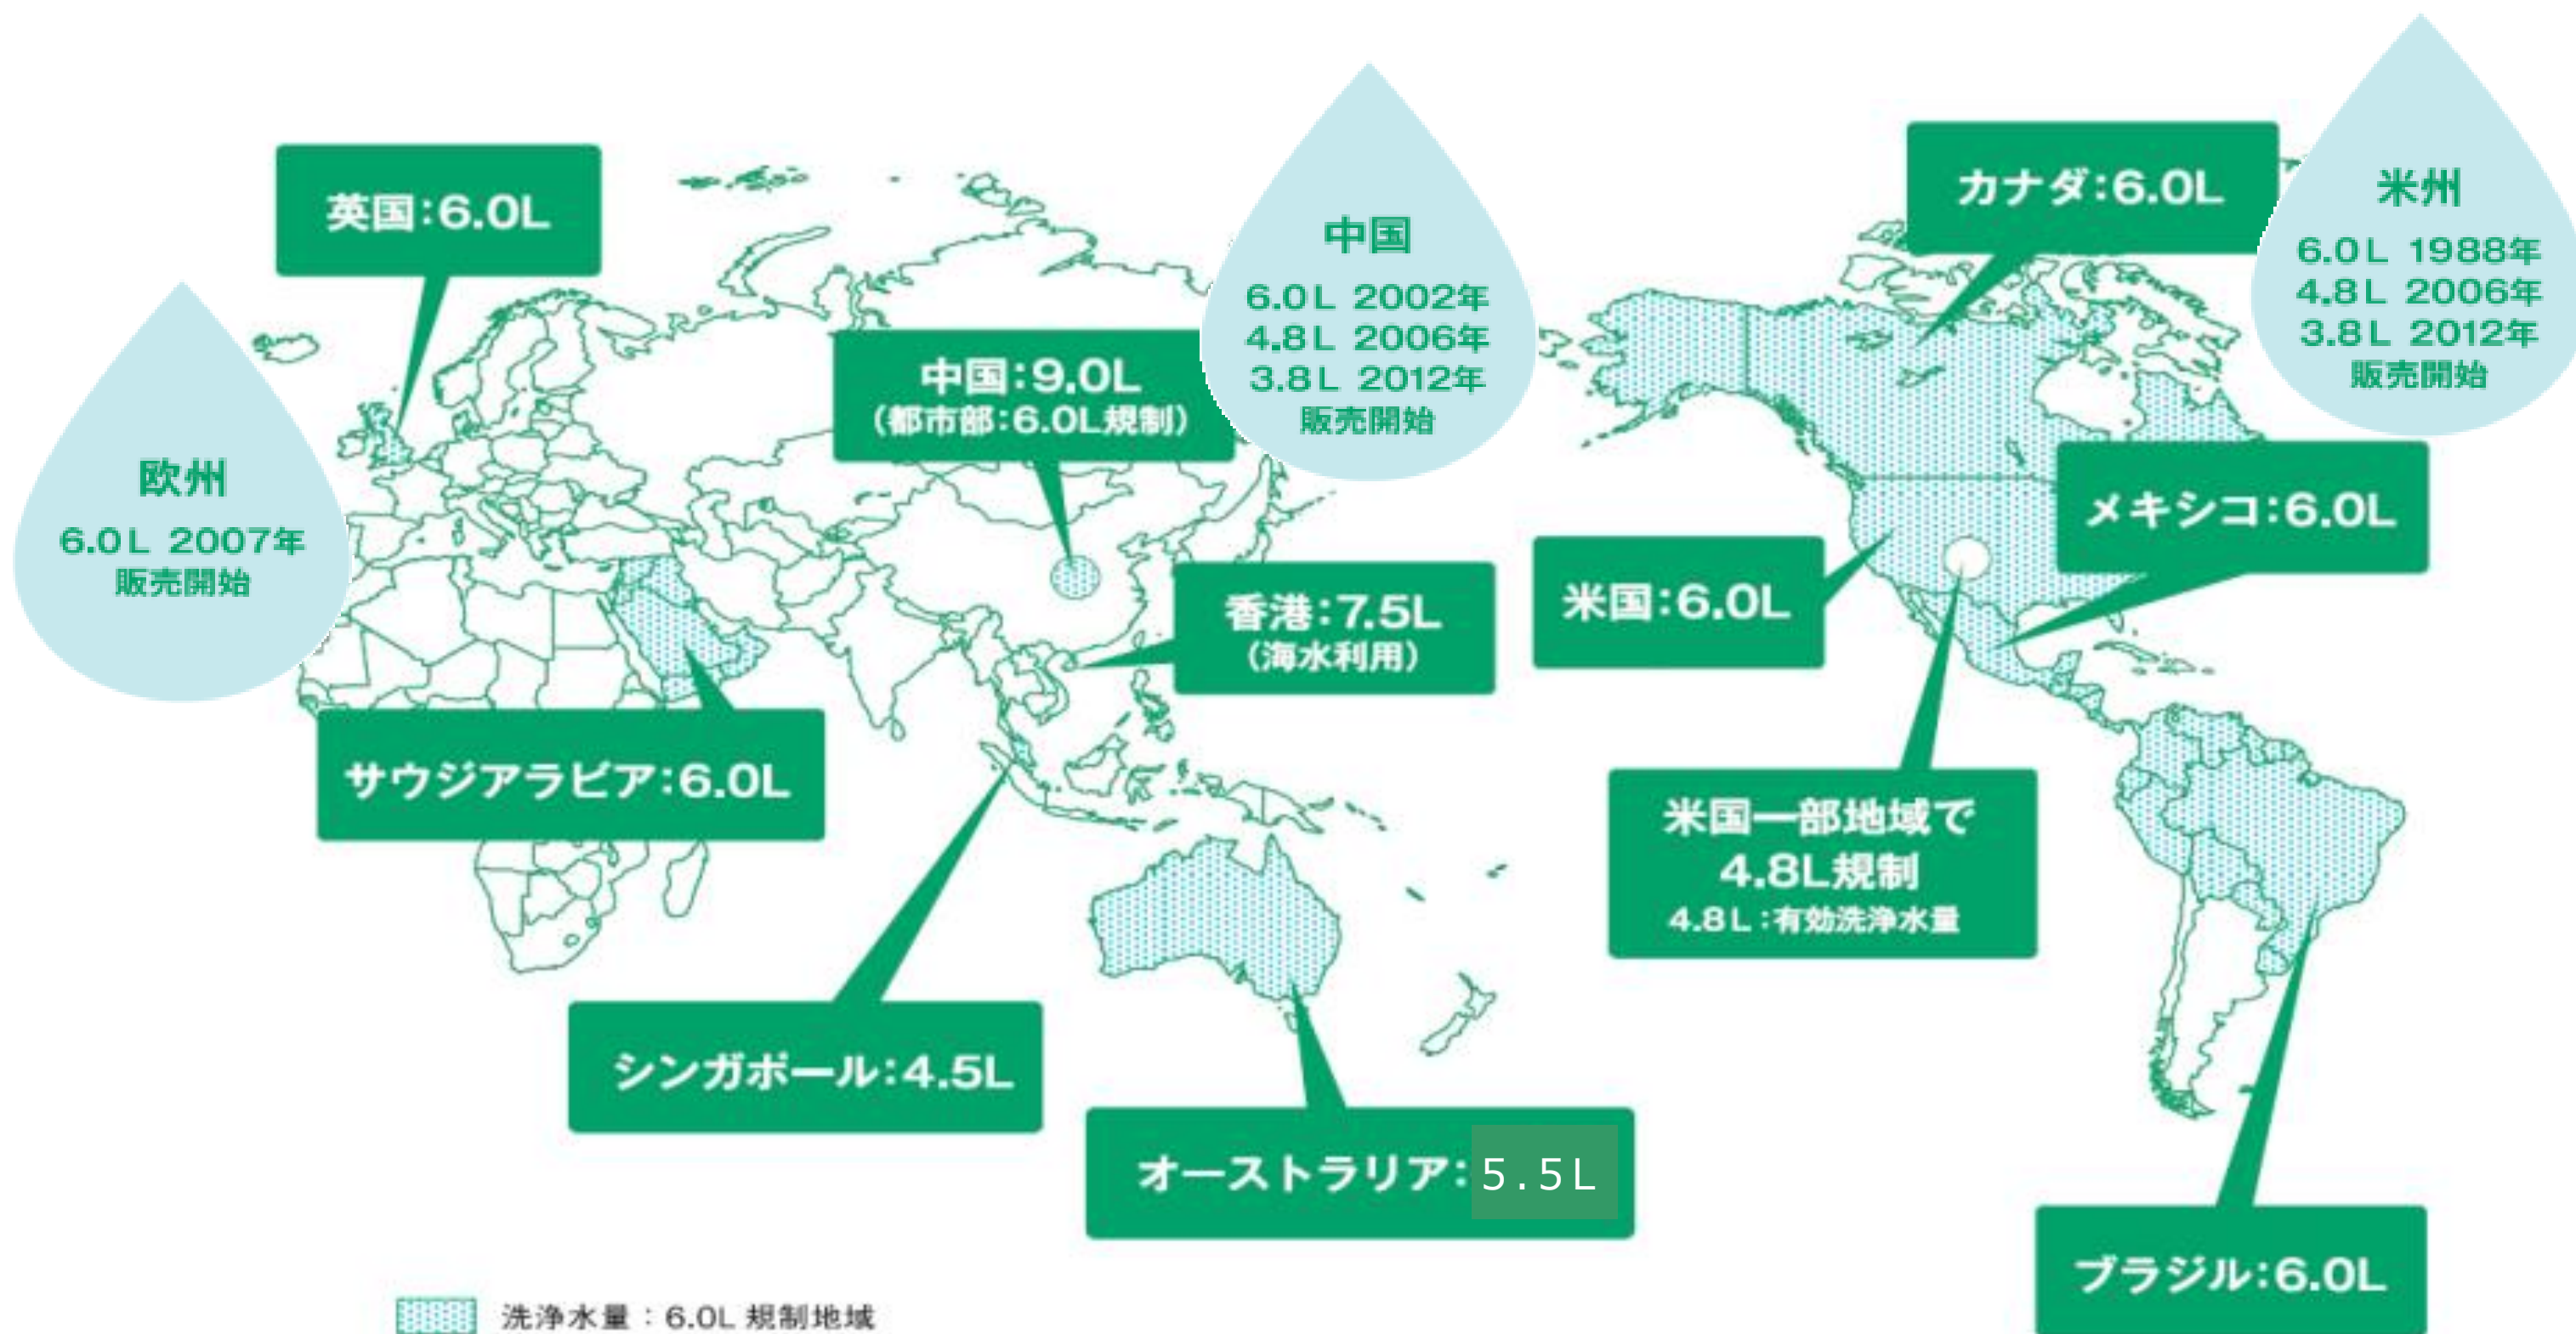 米州
6.0L 1988年
4.8L 2006年
3.8L 2012年
販売開始
カナダ:6.0L
英国:6.0L
中国
6.0L 2002年
4.8L 2006年
3.8L 2012年
販売開始
中国:9.0L
(都市部:6.0L規制)
欧州
6.0L 2007年
販売開始
メキシコ:6.0L
香港:7.5L
(海水利用)
米国:6.0L
サウジアラビア:6.0L
米国一部地域で
4.8L規制
4.8L:有効洗浄水量
シンガポール:4.5L
オーストラリア:5.5L
ブラジル:6.0L
洗浄水量:6.0L 規制地域